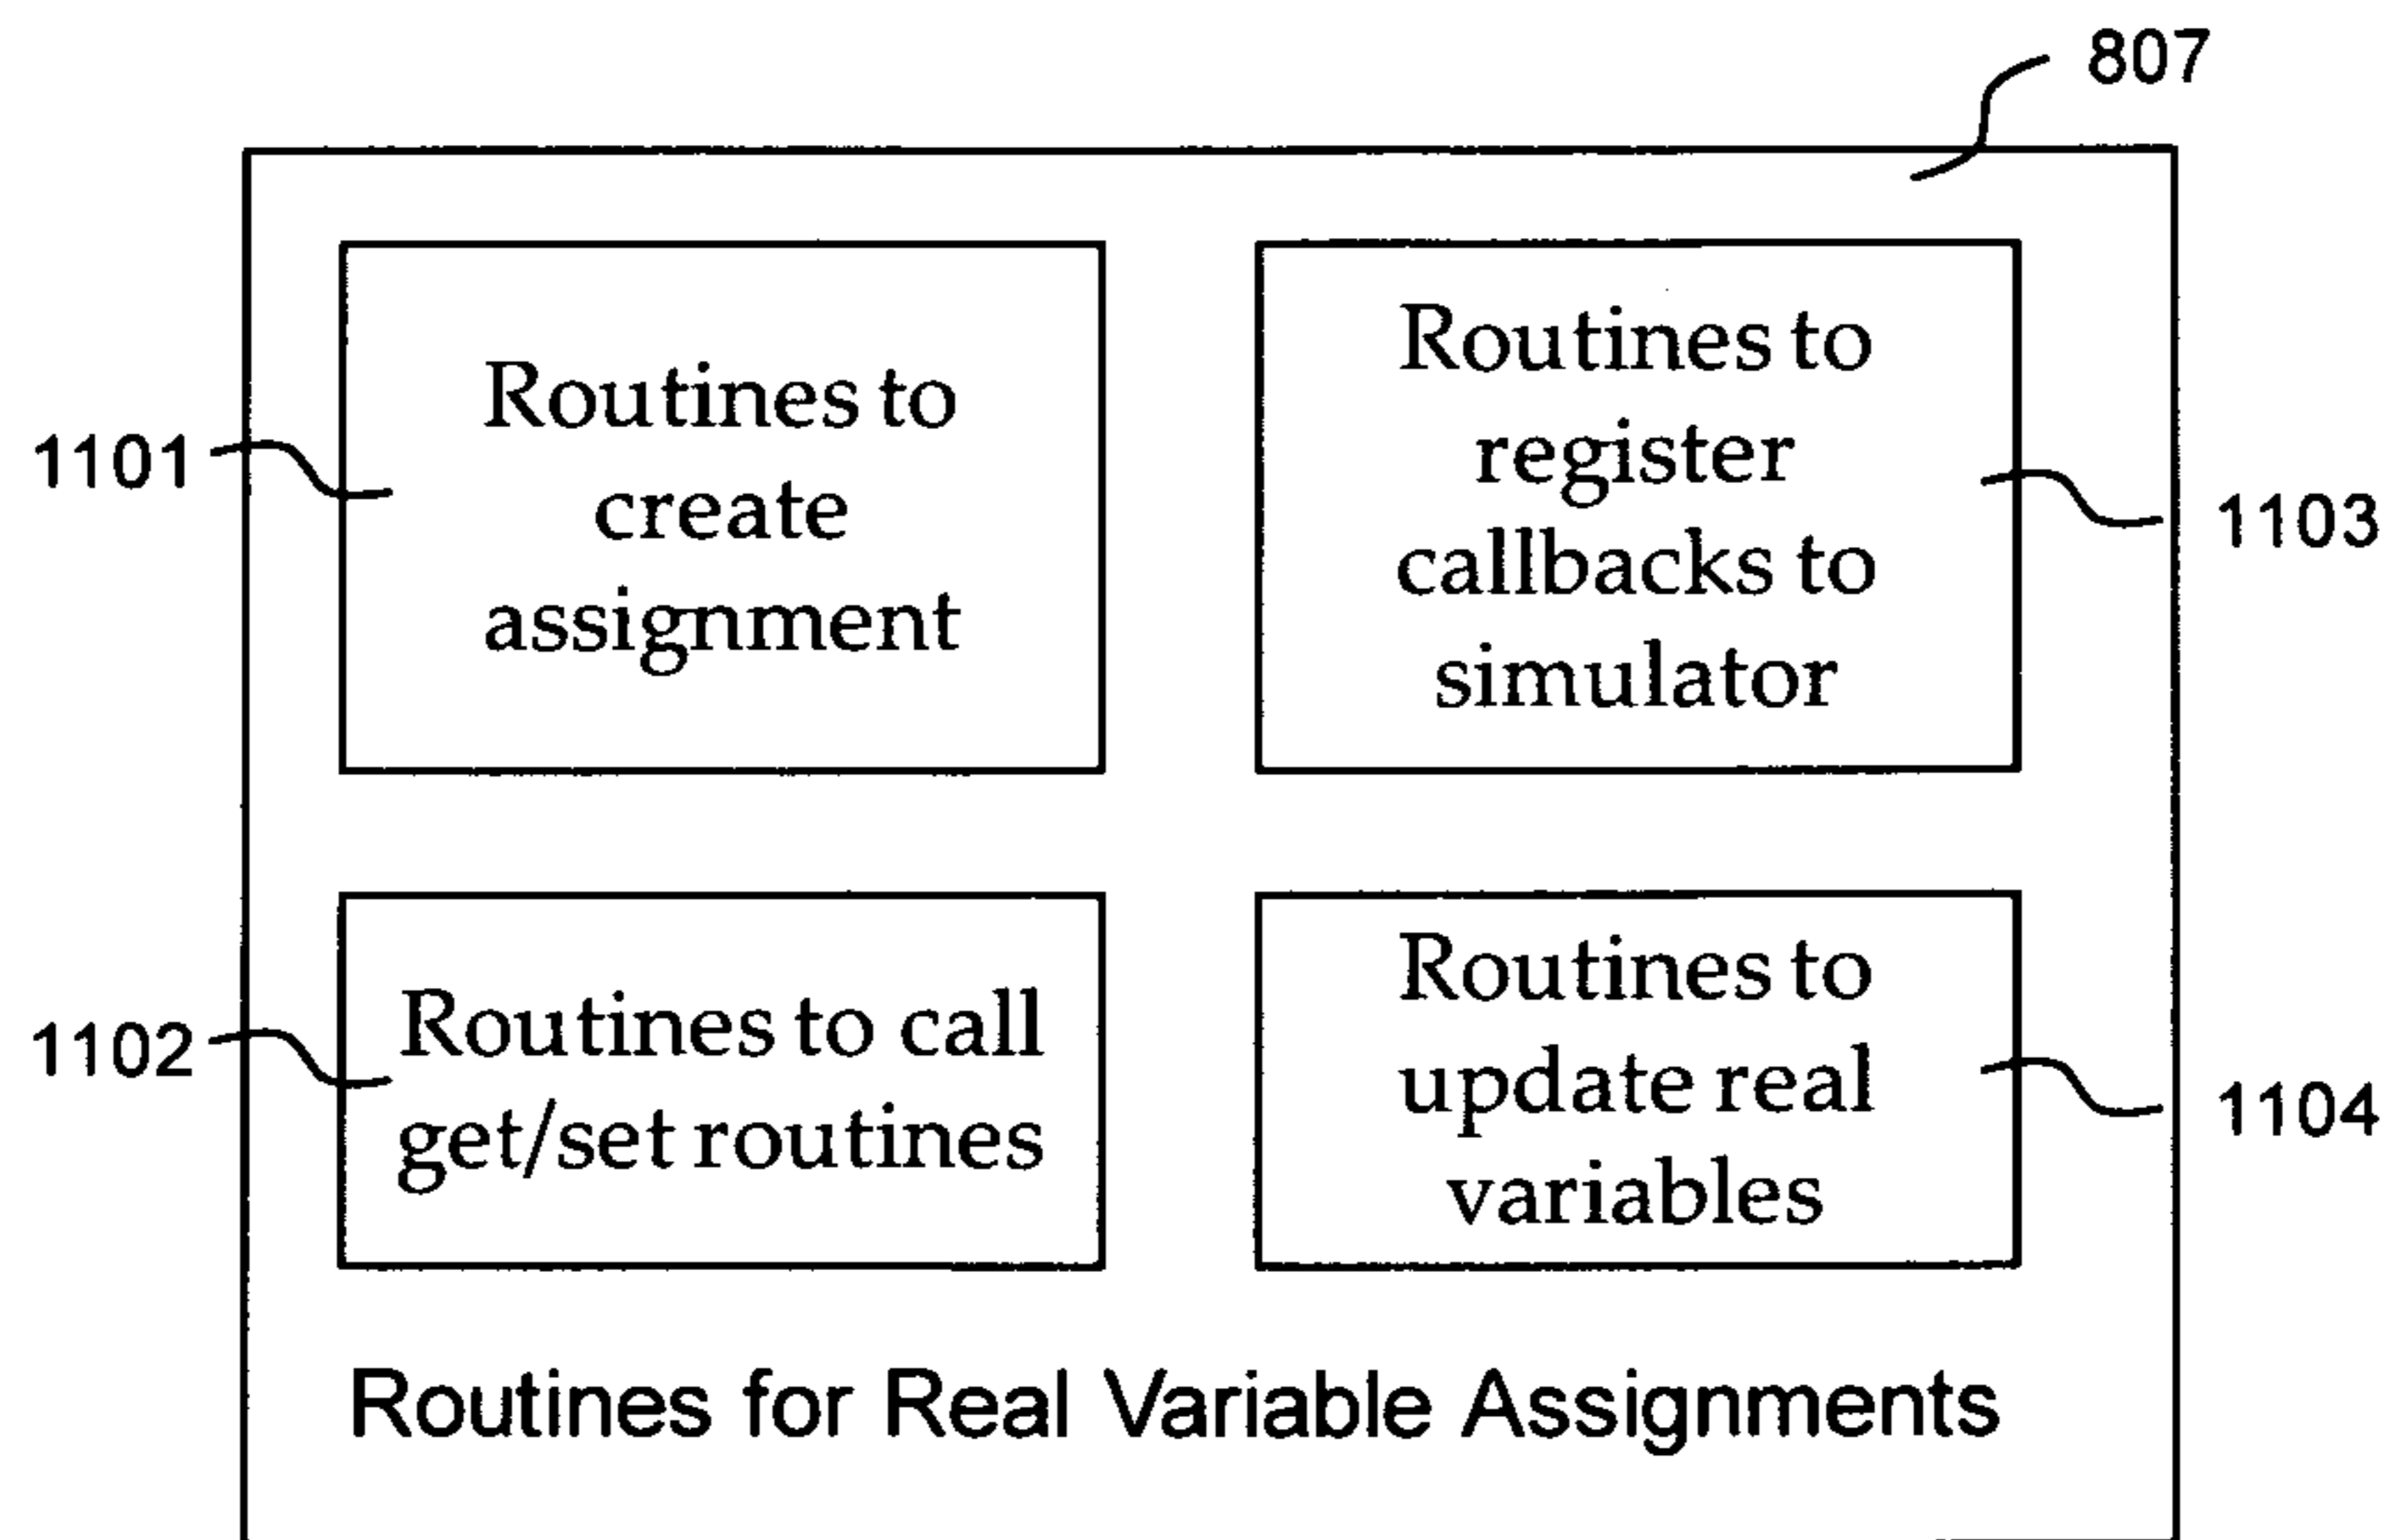 807
1101
Routines to
create
assignment
Routines to
register
callbacks to
simulator
1103
1102
Routines to call
get/set routines
Routines to
update real
variables
1104
Routines for Real Variable Assignments